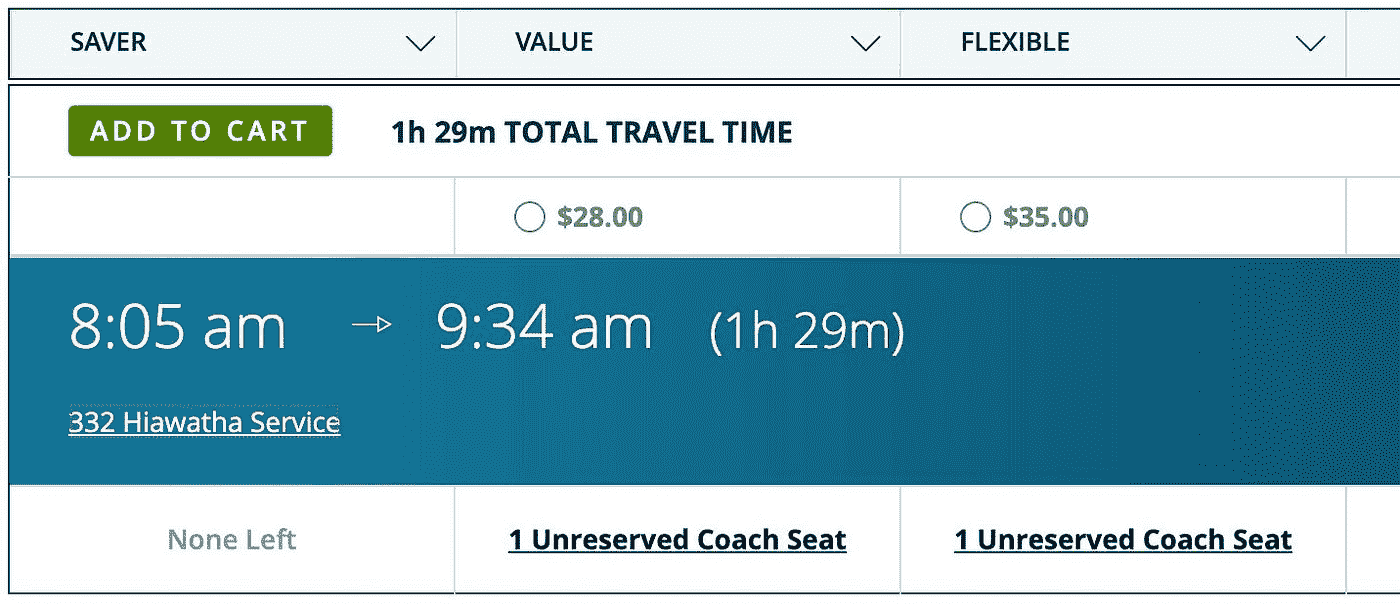 SAVER VALUE FLEXIBLE
ADD TO CART 1h 29m TOTAL TRAVEL TIME
$28.00 $35.00
8:05 am → 9:34 am (1h 29m)
332 Hiawatha Service
None Left 1 Unreserved Coach Seat 1 Unreserved Coach Seat